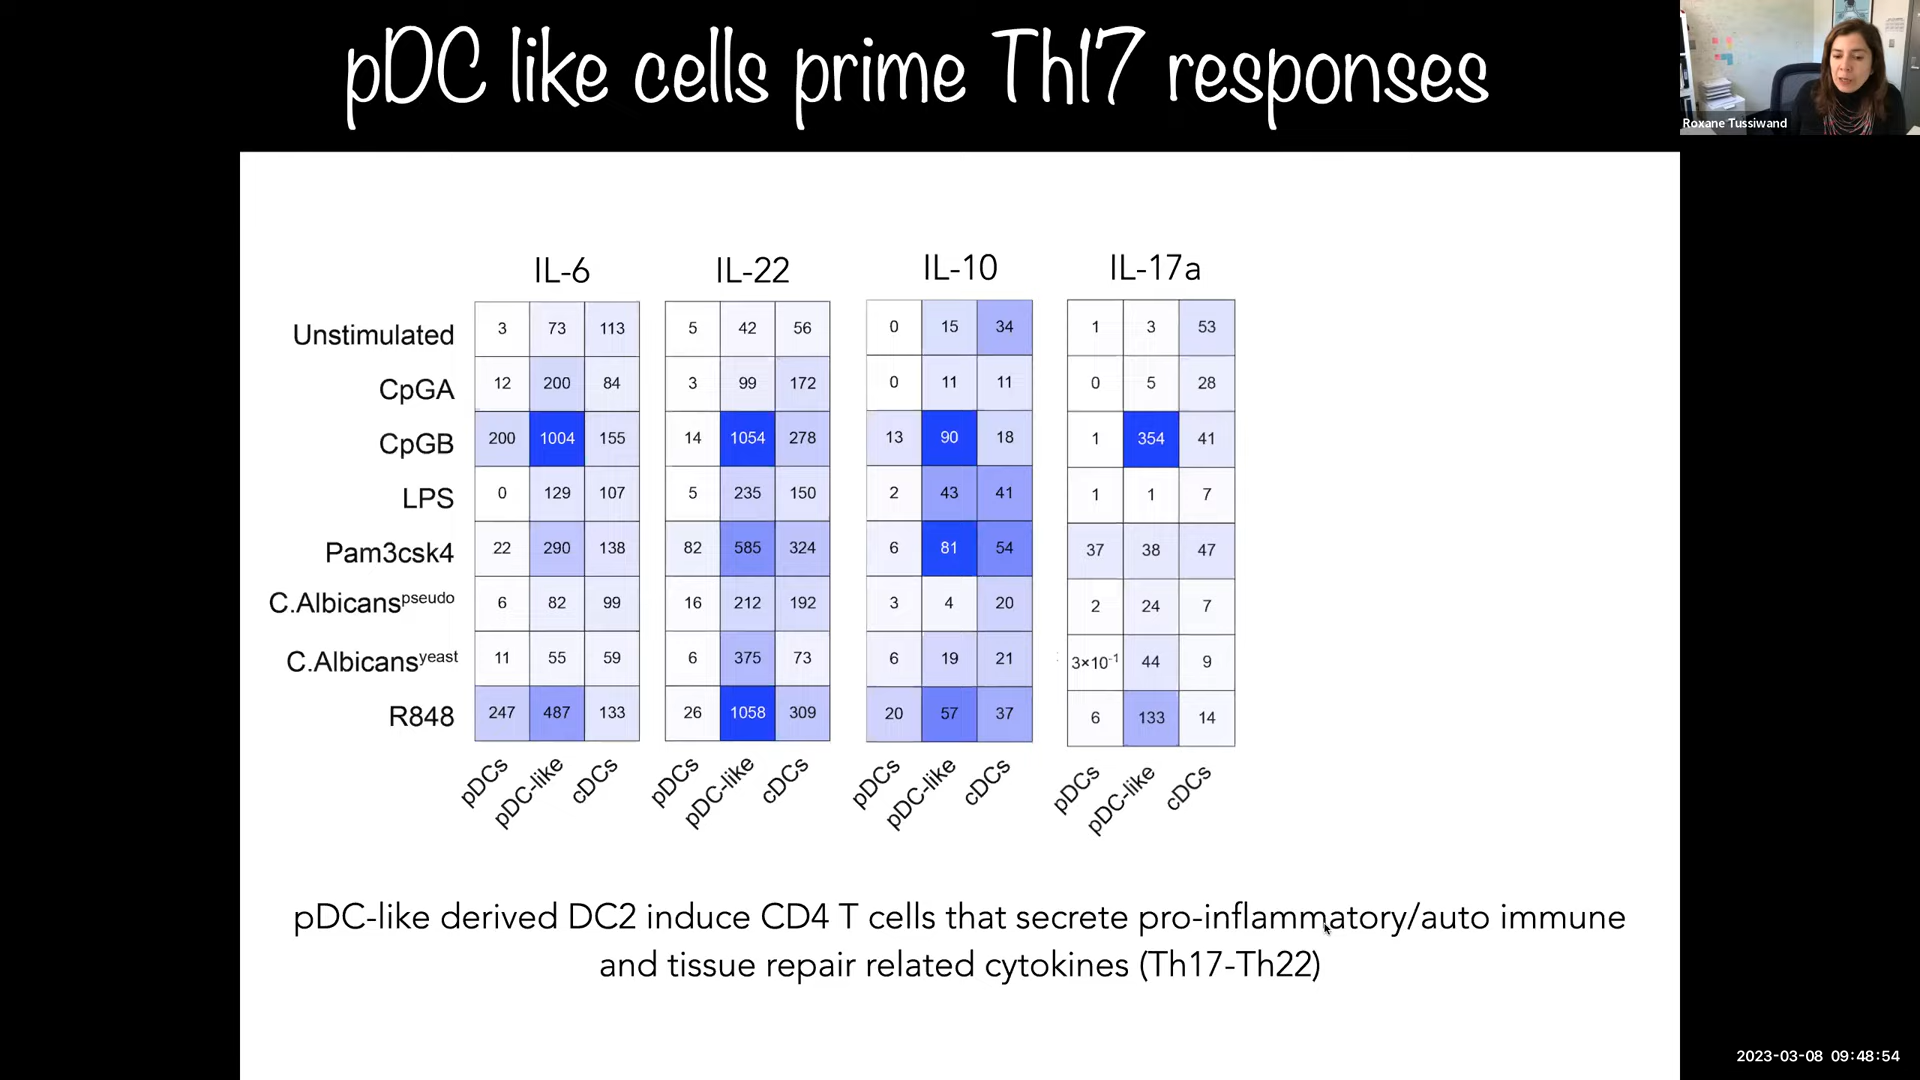 pDC like cells prime Th17 responses
Roxane Tussiwand
IL-6 IL-22 IL-10 IL-17a
Unstimulated 3 73 113 5 42 56 0 15 34 1 3 53
CpGA 12 200 84 3 99 172 0 11 11 0 5 28
CpGB 200 1004 155 14 1054 278 13 90 18 1 354 41
LPS 0 129 107 5 235 150 2 43 41 1 1 7
Pam3csk4 22 290 138 82 585 324 6 81 54 37 38 47
C.Albicanspseudo 6 82 99 16 212 192 3 4 20 2 24 7
C.Albicansyeast 11 55 59 6 375 73 6 19 21 3×10-1 44 9
R848 247 487 133 26 1058 309 20 57 37 6 133 14
pDCs pDC-like cDCs pDCs pDC-like cDCs pDCs pDC-like cDCs pDCs pDC-like cDCs
pDC-like derived DC2 induce CD4 T cells that secrete pro-inflammatory/auto immune
and tissue repair related cytokines (Th17-Th22)
2023-03-08 09:48:54